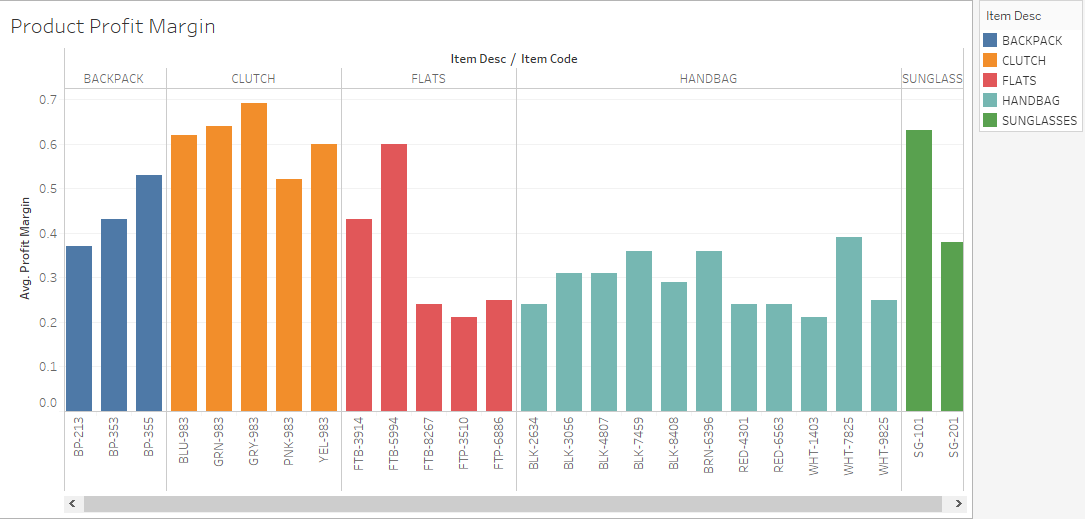 Product Profit Margin
Item Desc / Item Code
BACKPACK CLUTCH FLATS HANDBAG SUNGLASS
Avg. Profit Margin
0.7
0.6
0.5
0.4
0.3
0.2
0.1
0.0
BP-213
BP-353
BP-355
BLU-983
GRN-983
GRY-983
PNK-983
YEL-983
FTB-3914
FTB-5994
FTB-8267
FTP-3510
FTP-6886
BLK-2634
BLK-3056
BLK-4807
BLK-7459
BLK-8408
BRN-6396
RED-4301
RED-6563
WHT-1403
WHT-7825
WHT-9825
SG-101
SG-201
Item Desc
BACKPACK
CLUTCH
FLATS
HANDBAG
SUNGLASSES